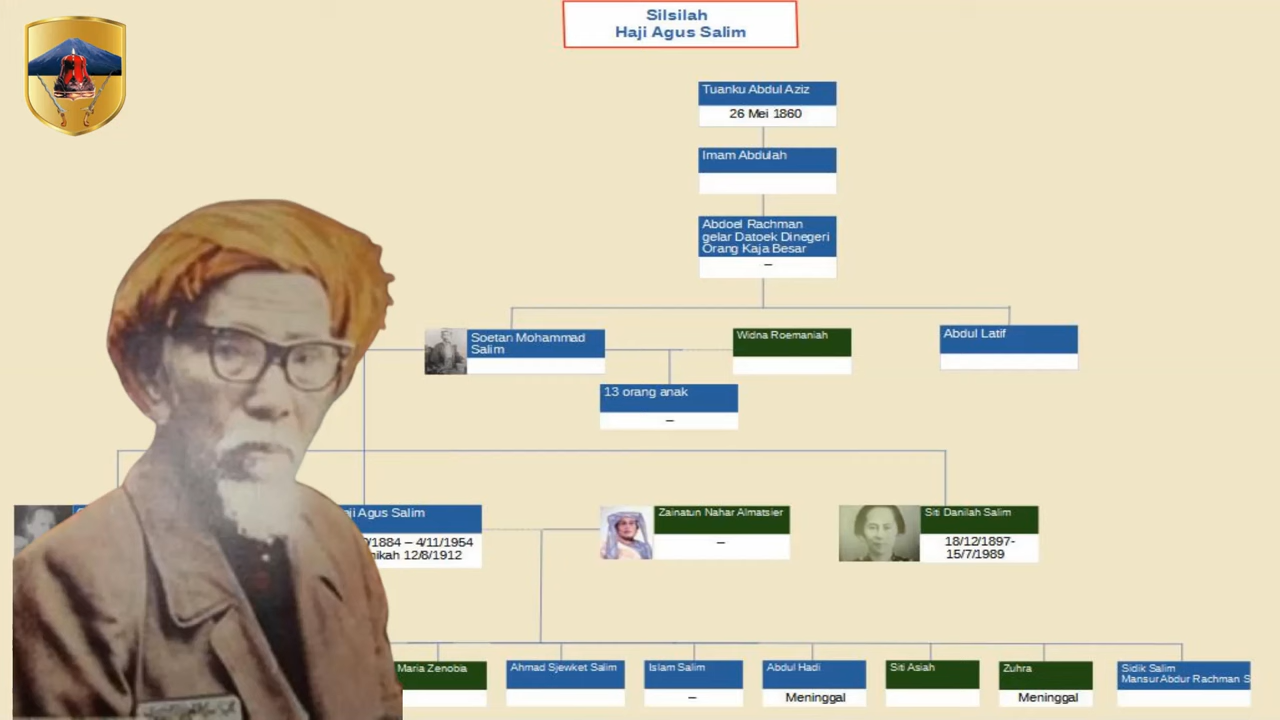 Silsilah
Haji Agus Salim
Tuanku Abdul Aziz
26 Mei 1860
Imam Abdulah
Abdoel Rachman
gelar Datoek Dinegeri
Orang Kaja Besar
–
Soetan Mohammad
Salim
Widna Roemaniah
Abdul Latif
13 orang anak
–
Agus Salim
/1884 – 4/11/1954
12/8/1912
Zainatun Nahar Almatsier
–
Siti Danilah Salim
18/12/1897-
15/7/1989
Maria Zenobia
Ahmad Sjewket Salim
Islam Salim
–
Abdul Hadi
Meninggal
Siti Asiah
Zuhra
Meninggal
Sidik Salim
Mansur Abdur Rachman S